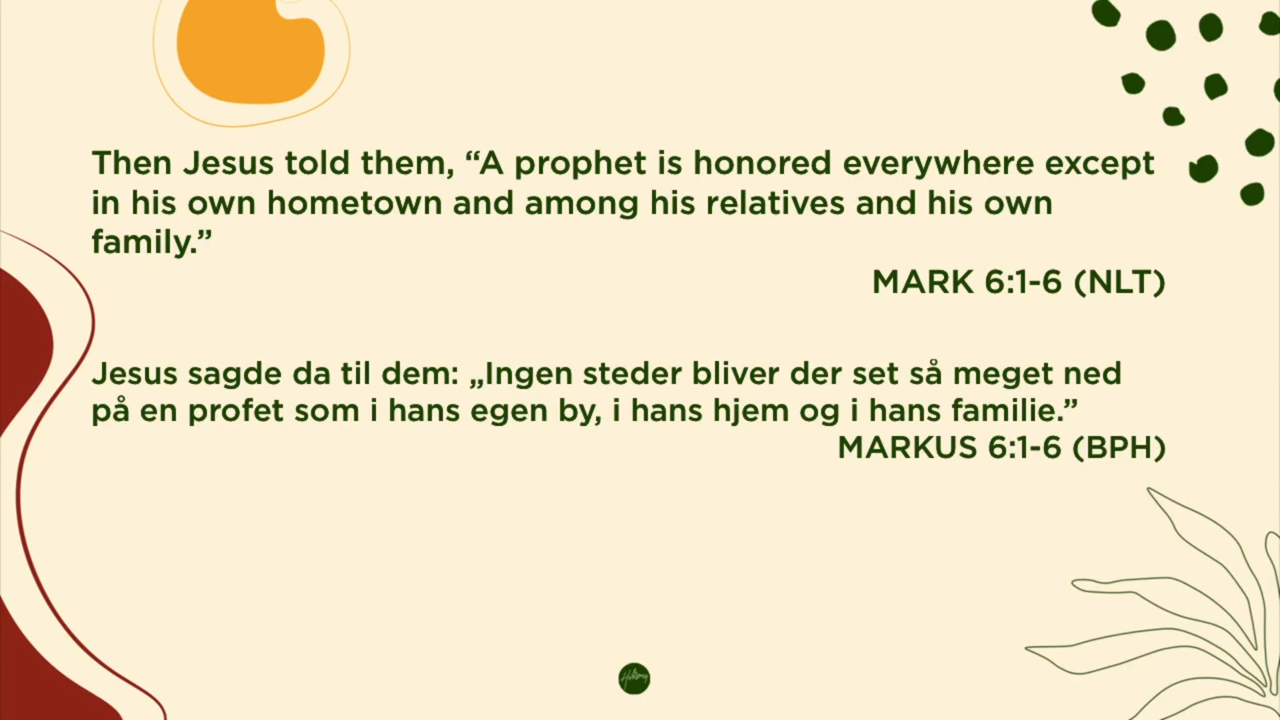 Then Jesus told them, “A prophet is honored everywhere except
in his own hometown and among his relatives and his own
family.”
MARK 6:1-6 (NLT)
Jesus sagde da til dem: „Ingen steder bliver der set så meget ned
på en profet som i hans egen by, i hans hjem og i hans familie.”
MARKUS 6:1-6 (BPH)